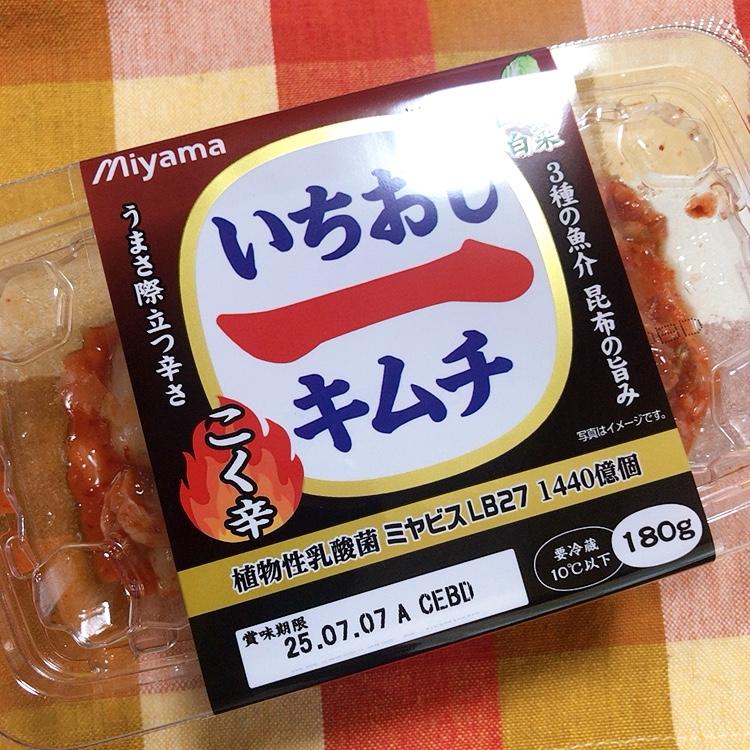 Miyama
白菜
いちおし
一
キムチ
うまさ際立つ辛さ
3種の魚介 昆布の旨み
こく辛
写真はイメージです。
植物性乳酸菌 ミヤビスLB27 1440億個
要冷蔵
10℃以下
180g
賞味期限
25.07.07 A CEBD